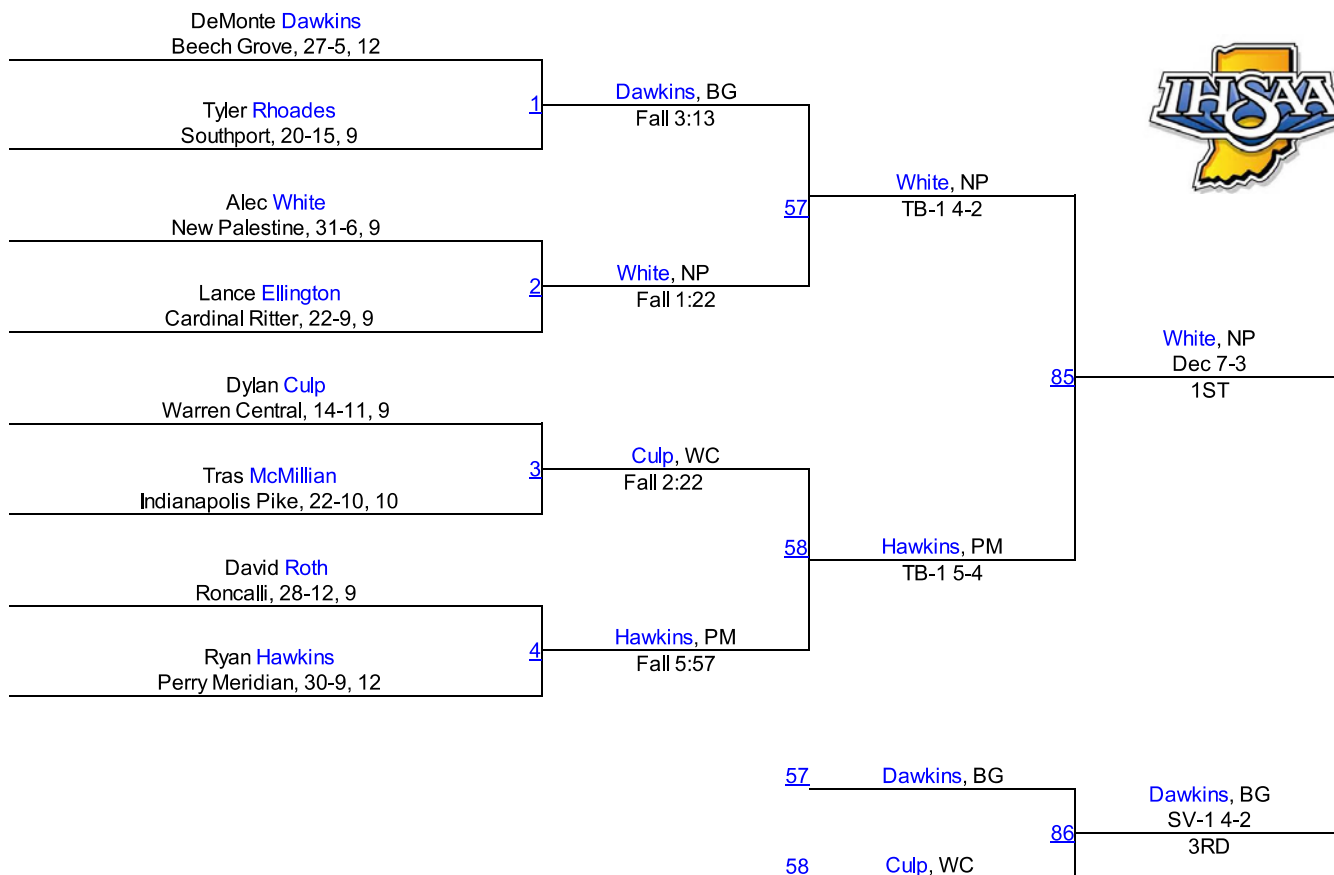 DeMonte Dawkins
Beech Grove, 27-5, 12
Tyler Rhoades
Southport, 20-15, 9
1
Dawkins, BG
Fall 3:13
Alec White
New Palestine, 31-6, 9
Lance Ellington
Cardinal Ritter, 22-9, 9
2
White, NP
Fall 1:22
57
White, NP
TB-1 4-2
Dylan Culp
Warren Central, 14-11, 9
Tras McMillian
Indianapolis Pike, 22-10, 10
3
Culp, WC
Fall 2:22
David Roth
Roncalli, 28-12, 9
Ryan Hawkins
Perry Meridian, 30-9, 12
4
Hawkins, PM
Fall 5:57
58
Hawkins, PM
TB-1 5-4
85
White, NP
Dec 7-3
1ST
IHSAA
57
Dawkins, BG
58
Culp, WC
86
Dawkins, BG
SV-1 4-2
3RD